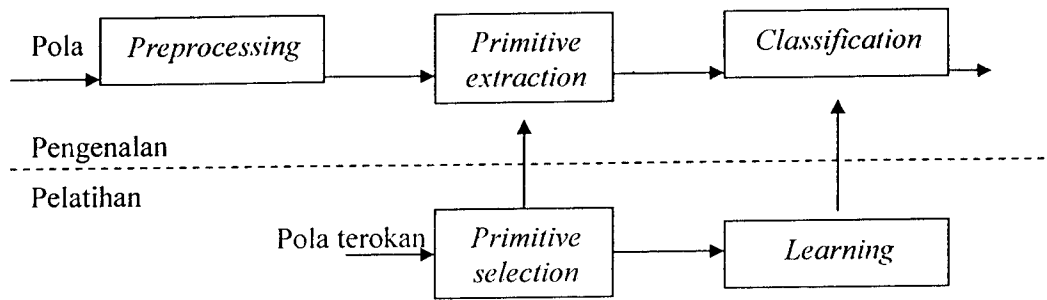 Pola
Preprocessing
Primitive
extraction
Classification
Pengenalan
Pelatihan
Pola terokan
Primitive
selection
Learning